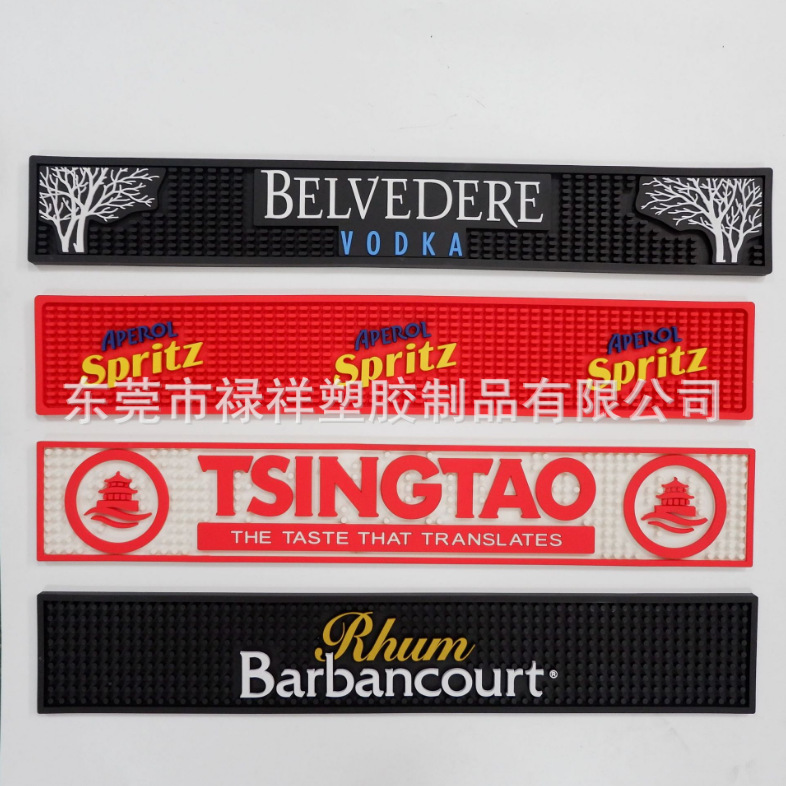 BELVEDERE
VODKA
APEROL APEROL APEROL
Spritz Spritz Spritz
东莞市禄祥塑胶制品有限公司
TSINGTAO
THE TASTE THAT TRANSLATES
Rhum
Barbancourt®